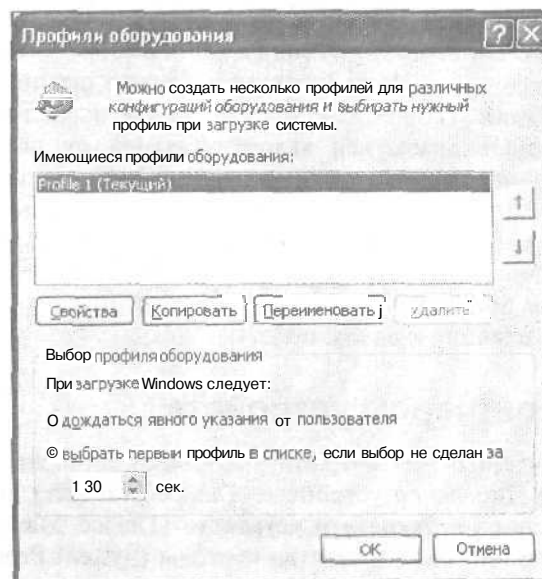 Профили оборудования
Можно создать несколько профилей для различных
конфигураций оборудования и выбирать нужный
профиль при загрузке системы.
Имеющиеся профили оборудования:
Profile 1 (Текущий)
Свойства Копировать Переименовать j удалить
Выбор профиля оборудования
При загрузке Windows следует:
О дождаться явного указания от пользователя
© выбрать первый профиль в списке, если выбор не сделан за
1 30 сек.
ОК Отмена